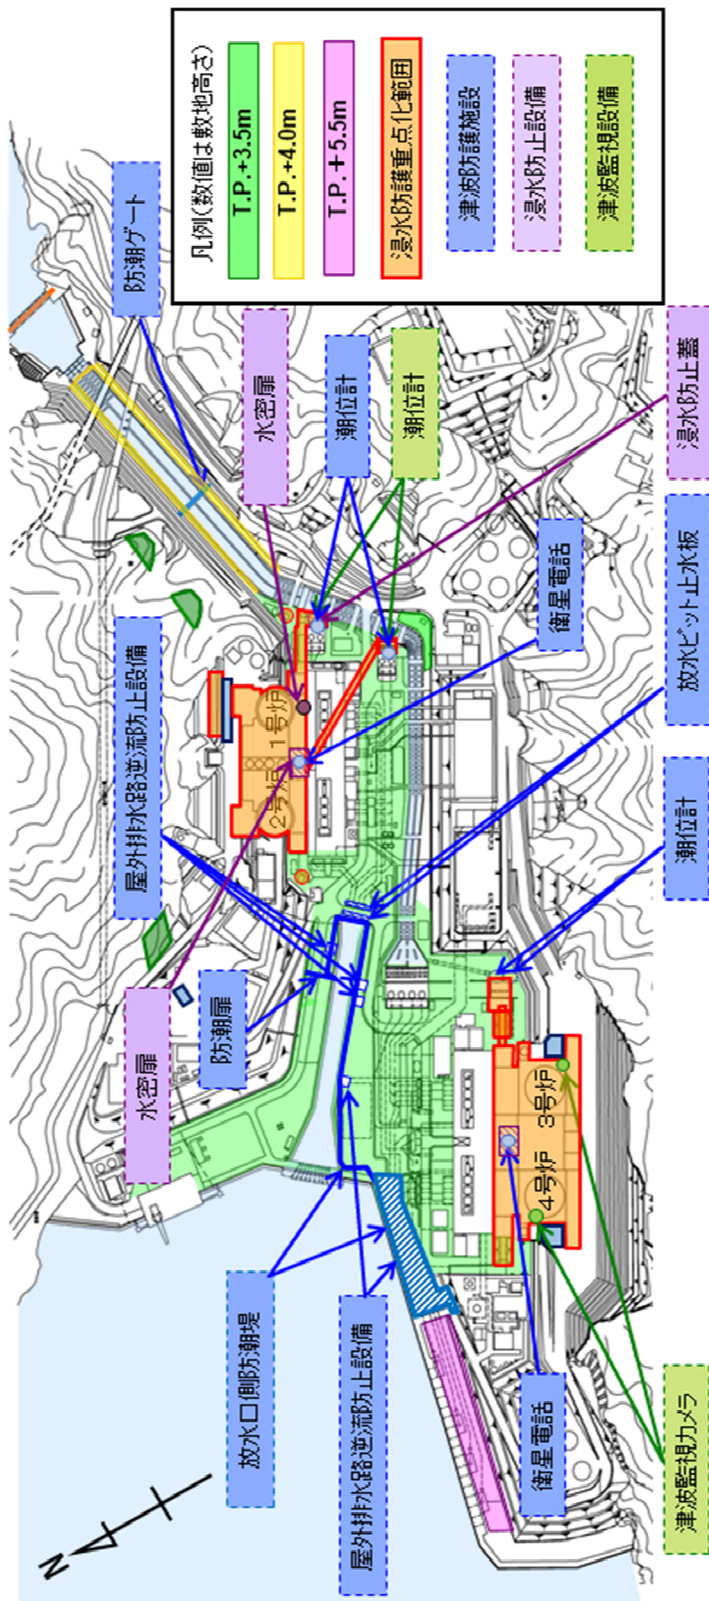 凡例(数値は敷地高さ)
T.P.+3.5m
T.P.+4.0m
T.P.+5.5m
浸水防護重点化範囲
津波防護施設
浸水防止設備
津波監視設備
防潮ゲート
水密扉
潮位計
潮位計
浸水防止蓋
屋外排水路逆流防止設備
衛星電話
放水ピット止水板
水密扉
防潮扉
潮位計
2号炉
1号炉
放水口側防潮堤
屋外排水路逆流防止設備
4号炉
3号炉
衛星電話
津波監視カメラ
N